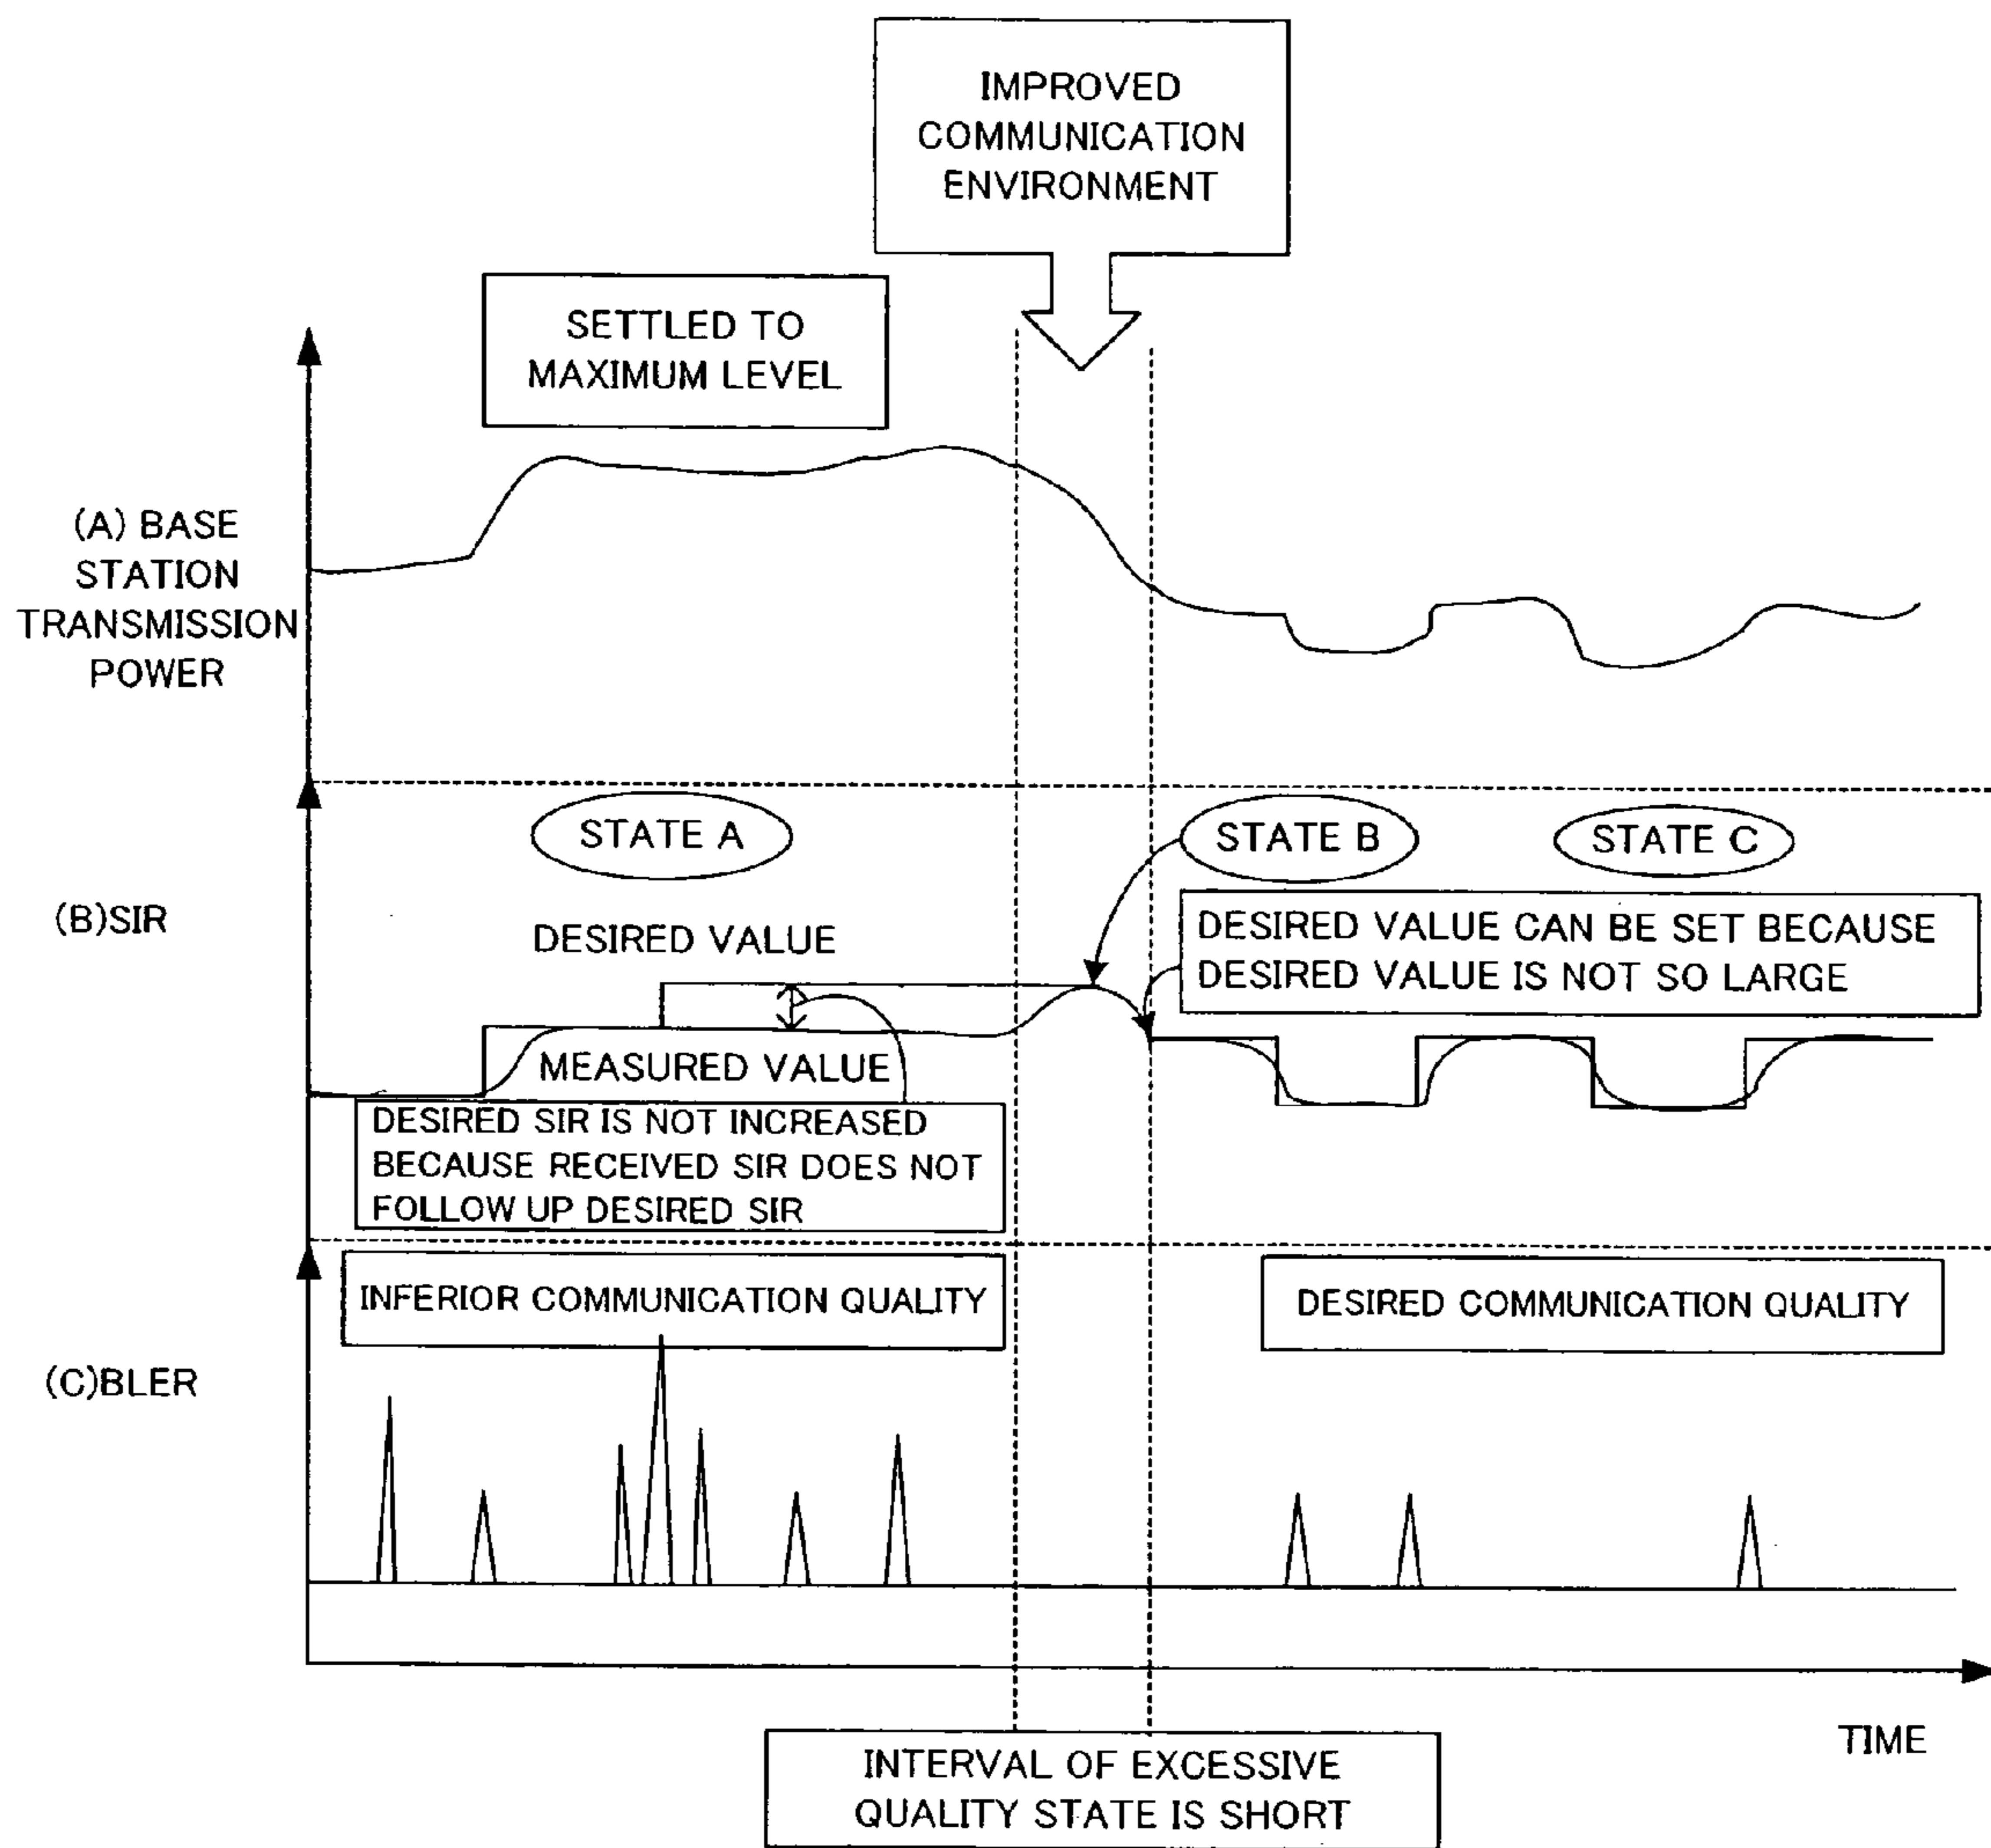 IMPROVED
COMMUNICATION
ENVIRONMENT
SETTLED TO
MAXIMUM LEVEL
(A) BASE
STATION
TRANSMISSION
POWER
STATE A
STATE B
STATE C
(B)SIR
DESIRED VALUE
DESIRED VALUE CAN BE SET BECAUSE
DESIRED VALUE IS NOT SO LARGE
MEASURED VALUE
DESIRED SIR IS NOT INCREASED
BECAUSE RECEIVED SIR DOES NOT
FOLLOW UP DESIRED SIR
INFERIOR COMMUNICATION QUALITY
DESIRED COMMUNICATION QUALITY
(C)BLER
TIME
INTERVAL OF EXCESSIVE
QUALITY STATE IS SHORT